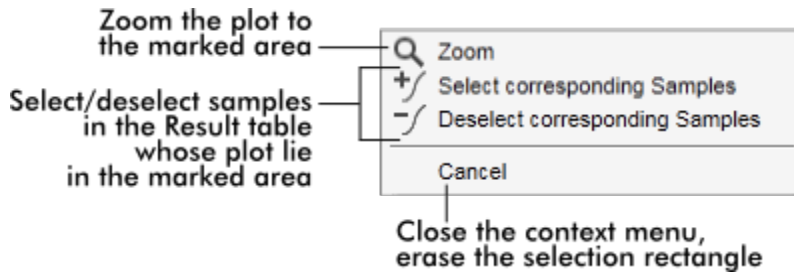 Zoom the plot to
the marked area
Zoom
Select corresponding Samples
Deselect corresponding Samples
Select/deselect samples
in the Result table
whose plot lie
in the marked area
Cancel
Close the context menu,
erase the selection rectangle